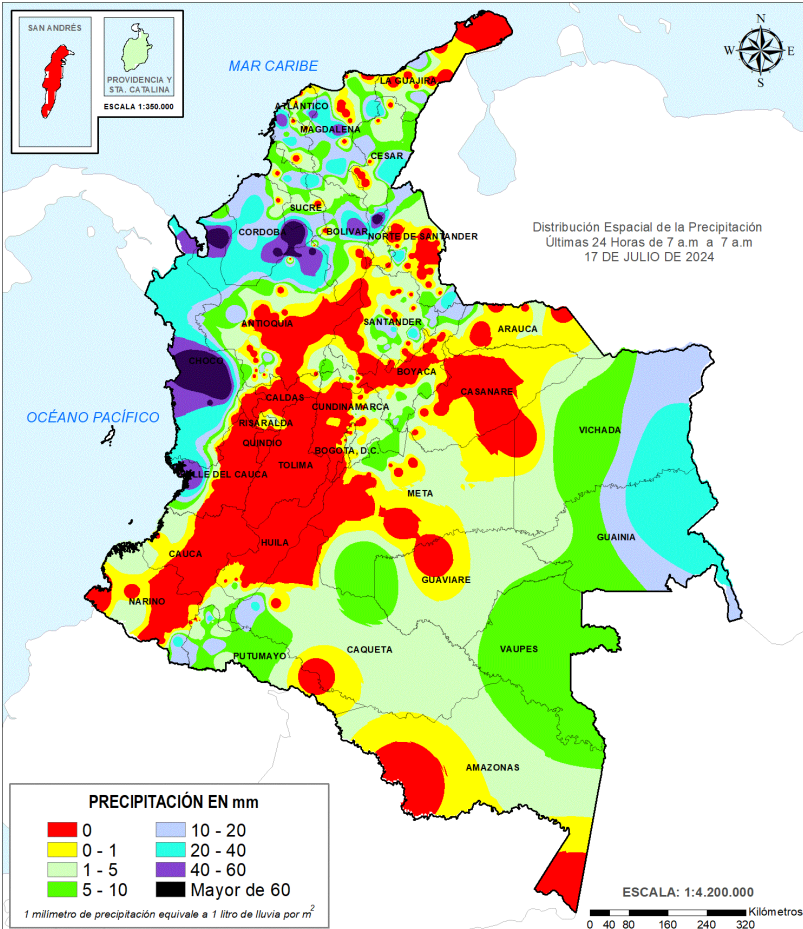 SAN ANDRÉS
PROVIDENCIA Y
STA. CATALINA
ESCALA 1:350.000
MAR CARIBE
N
W
E
S
LA GUAJIRA
ATLÁNTICO
MAGDALENA
CESAR
SUCRE
CORDOBA
BOLIVAR
NORTE DE SANTANDER
Distribución Espacial de la Precipitación
Últimas 24 Horas de 7 a.m a 7 a.m
17 DE JULIO DE 2024
ANTIOQUIA
SANTANDER
ARAUCA
CHOCO
BOYACA
CASANARE
CALDAS
CUNDINAMARCA
OCÉANO PACÍFICO
RISARALDA
VICHADA
QUINDIO
BOGOTA, D.C.
TOLIMA
VALLE DEL CAUCA
META
GUAINIA
CAUCA
HUILA
GUAVIARE
NARIÑO
PUTUMAYO
CAQUETA
VAUPES
AMAZONAS
PRECIPITACIÓN EN mm
0
0 - 1
1 - 5
5 - 10
10 - 20
20 - 40
40 - 60
Mayor de 60
1 milímetro de precipitación equivale a 1 litro de lluvia por m²
ESCALA: 1:4.200.000
0 40 80 160 240 320 Kilómetros